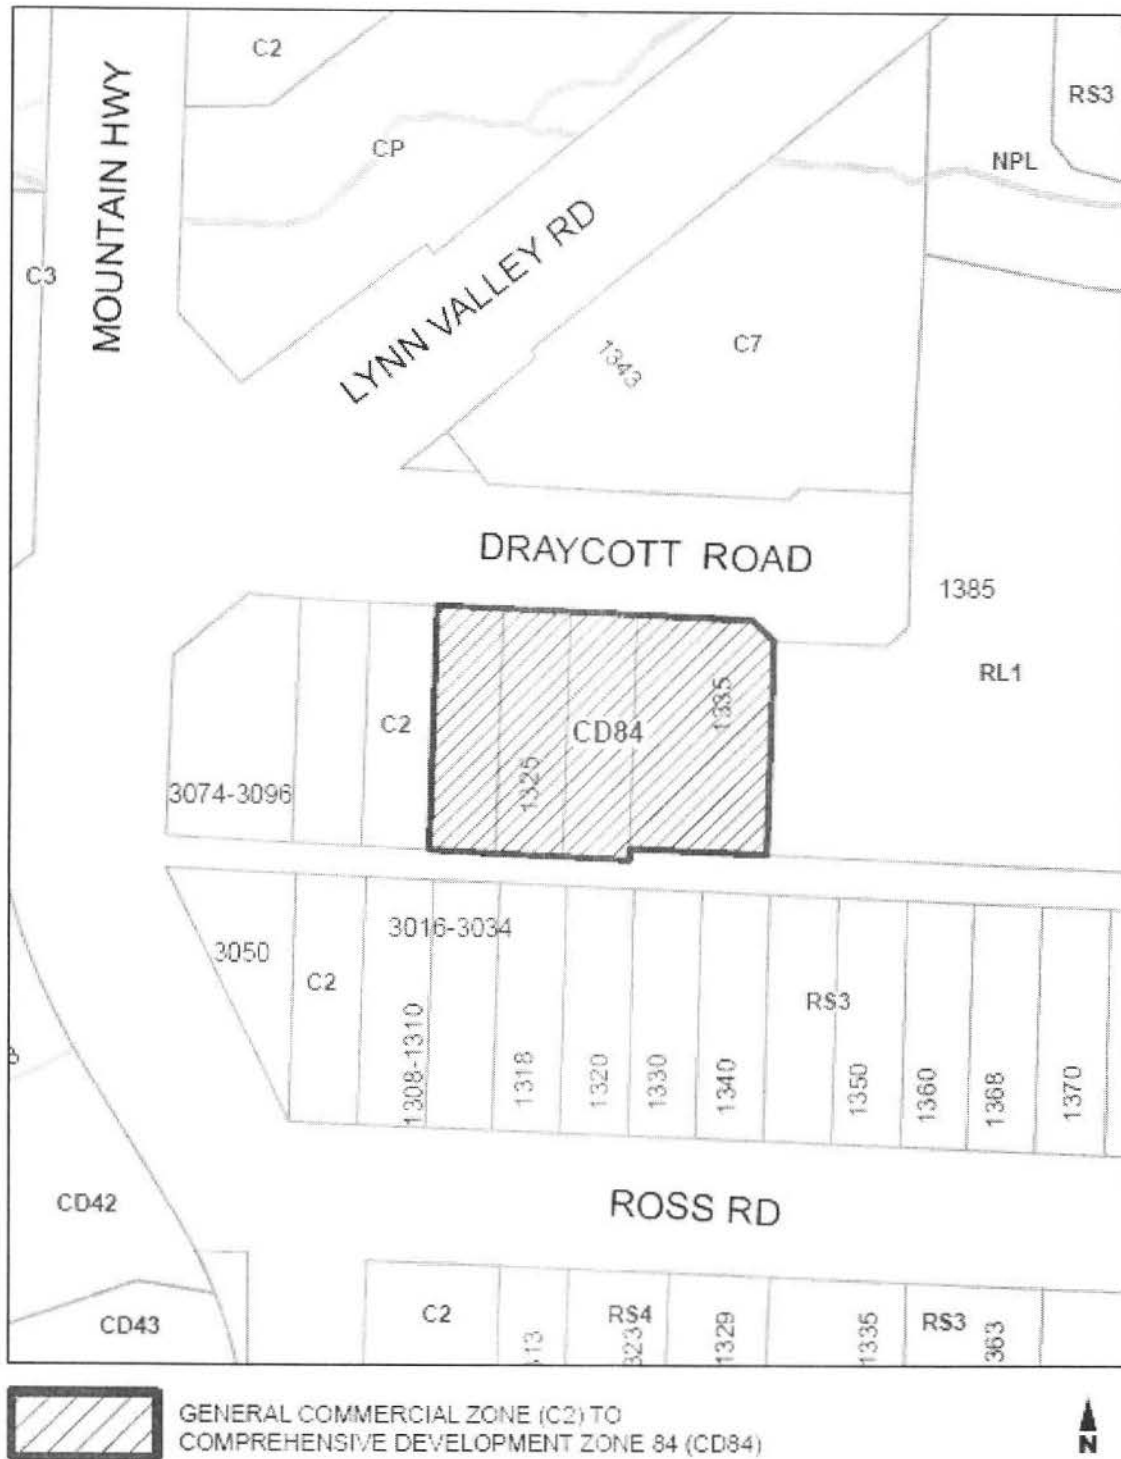 C2
RS3
MOUNTAIN HWY
CP
NPL
LYNN VALLEY RD
C3
C7
1343
DRAYCOTT ROAD
1385
RL1
C2
1335
CD84
1325
3074-3096
3016-3034
3050
C2
RS3
1308-1310
1318
1320
1330
1340
1350
1360
1368
1370
CD42
ROSS RD
CD43
C2
RS4
RS3
313
323
1329
1335
363
GENERAL COMMERCIAL ZONE (C2) TO
COMPREHENSIVE DEVELOPMENT ZONE 84 (CD84)
N